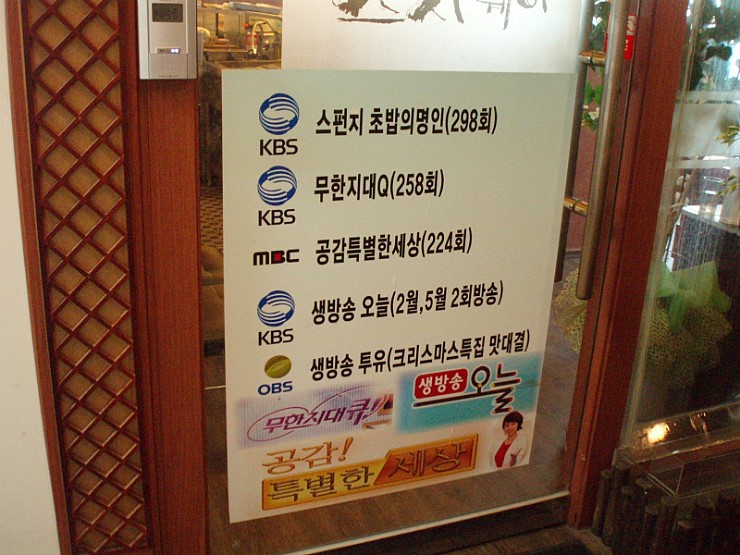 KBS 스펀지 초밥의명인(298회)
KBS 무한지대Q(258회)
mBC 공감특별한세상(224회)
KBS 생방송 오늘(2월,5월 2회방송)
OBS 생방송 투유(크리스마스특집 맛대결)
생방송 오늘
무한지대큐!
공감!
특별한 세상